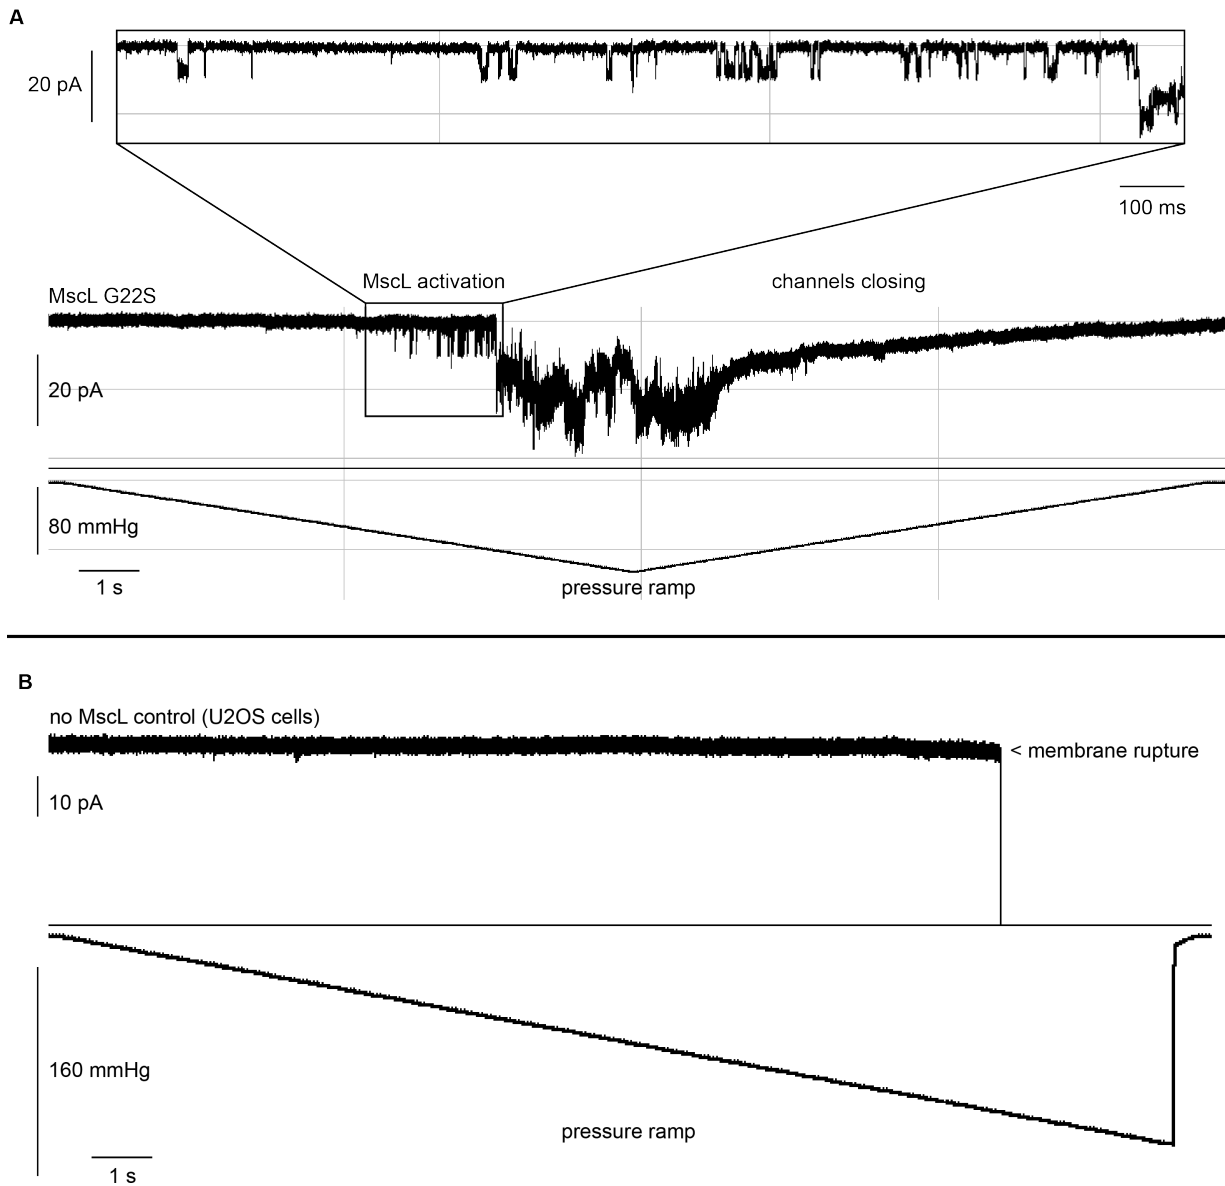 A
20 pA
100 ms
MscL activation
channels closing
MscL G22S
20 pA
80 mmHg
1 s
pressure ramp
B
no MscL control (U2OS cells)
< membrane rupture
10 pA
160 mmHg
pressure ramp
1 s